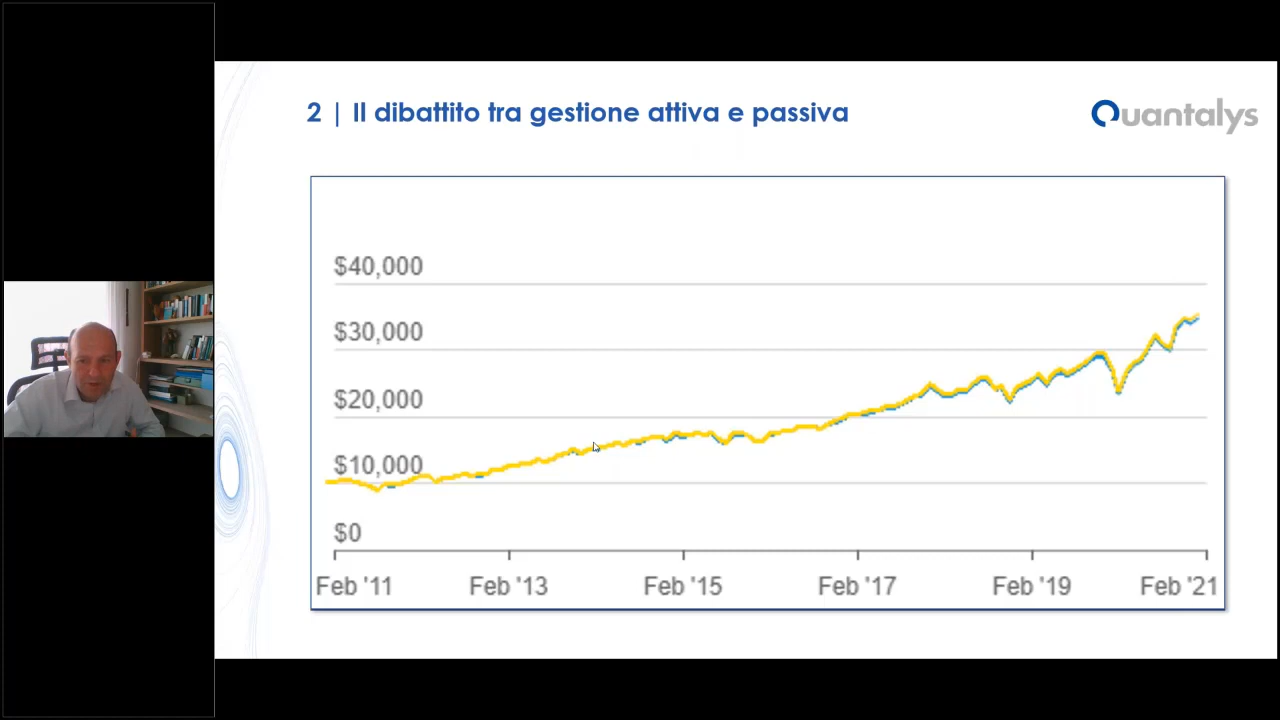 2 | Il dibattito tra gestione attiva e passiva
Quantalys
$40,000
$30,000
$20,000
$10,000
$0
Feb '11 Feb '13 Feb '15 Feb '17 Feb '19 Feb '21